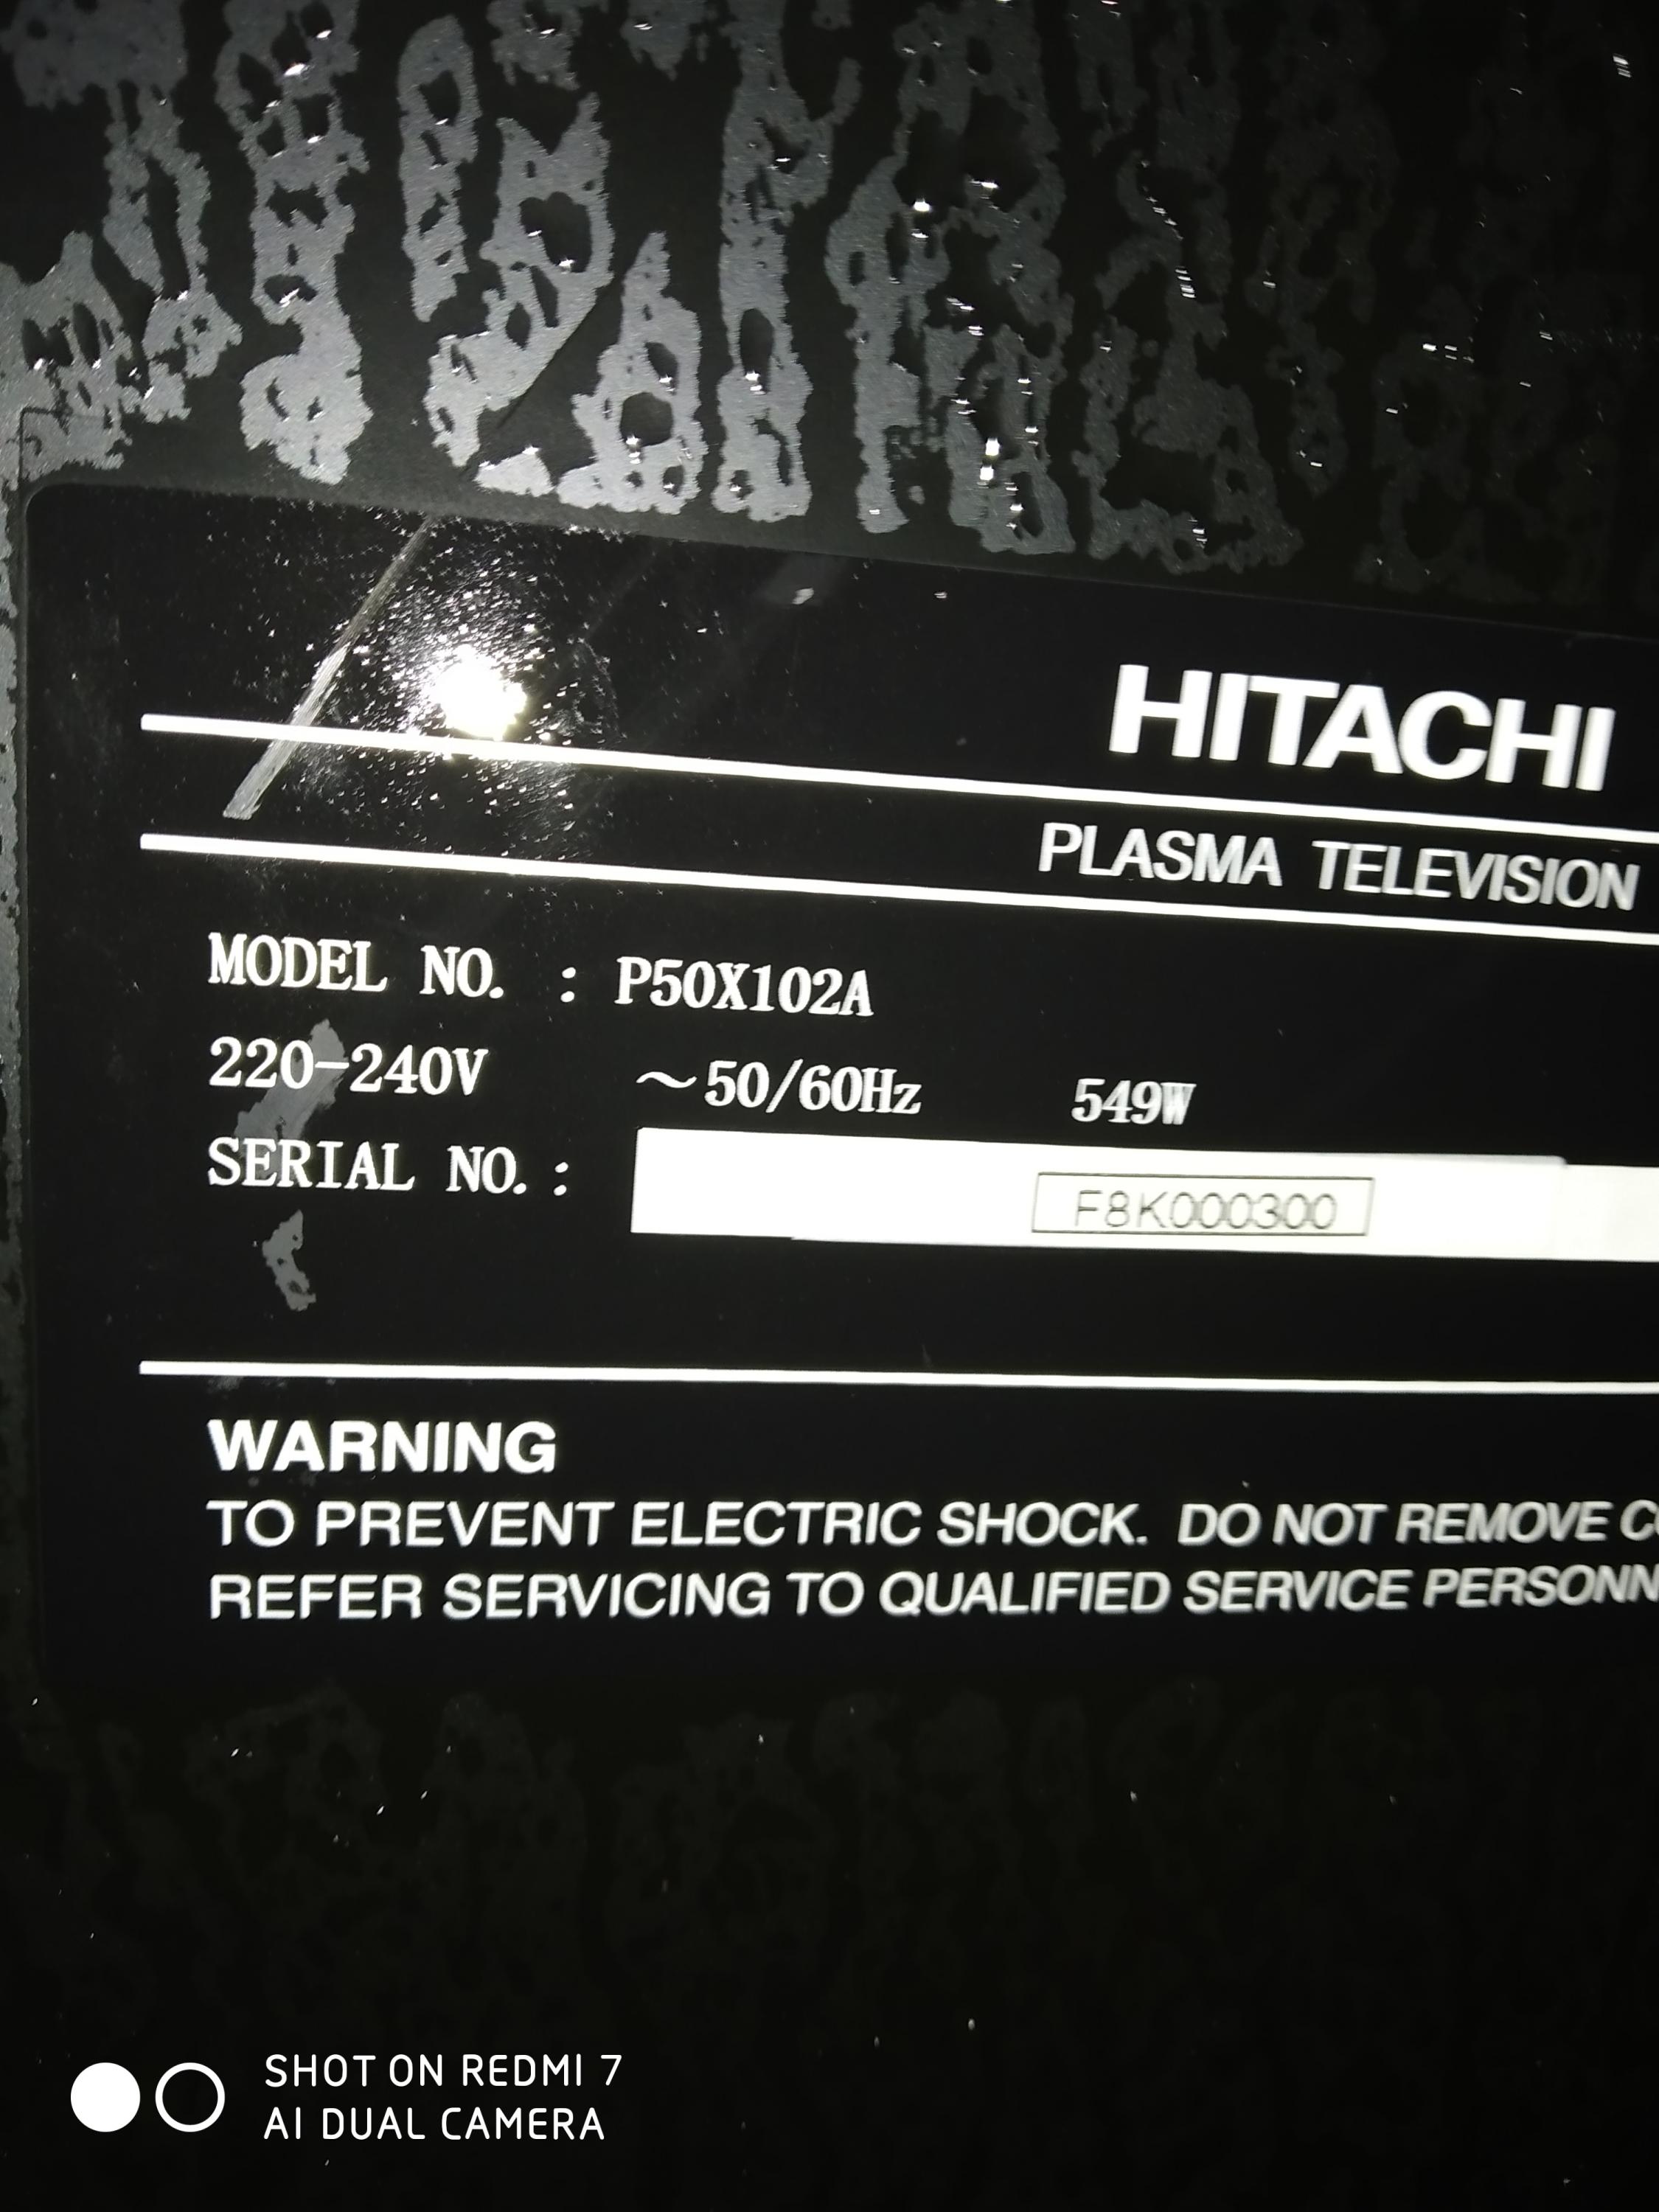 HITACHI
PLASMA TELEVISION
MODEL NO. : P50X102A
220-240V ~50/60Hz 549W
SERIAL NO.: F8K000300
WARNING
TO PREVENT ELECTRIC SHOCK. DO NOT REMOVE
REFER SERVICING TO QUALIFIED SERVICE PERSONN
SHOT ON REDMI 7
AI DUAL CAMERA